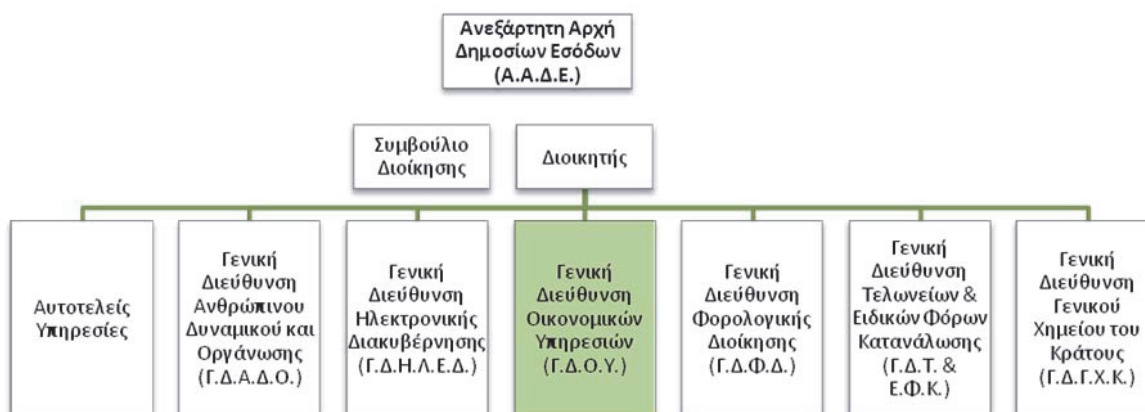 Ανεξάρτητη Αρχή
Δημοσίων Εσόδων
(Α.Α.Δ.Ε.)
Συμβούλιο
Διοίκησης
Διοικητής
Αυτοτελείς
Υπηρεσίες
Γενική
Διεύθυνση
Ανθρώπινου
Δυναμικού και
Οργάνωσης
(Γ.Δ.Α.Δ.Ο.)
Γενική
Διεύθυνση
Ηλεκτρονικής
Διακυβέρνησης
(Γ.Δ.Η.Λ.Ε.Δ.)
Γενική
Διεύθυνση
Οικονομικών
Υπηρεσιών
(Γ.Δ.Ο.Υ.)
Γενική
Διεύθυνση
Φορολογικής
Διοίκησης
(Γ.Δ.Φ.Δ.)
Γενική
Διεύθυνση
Τελωνείων &
Ειδικών Φόρων
Κατανάλωσης
(Γ.Δ.Τ. &
Ε.Φ.Κ.)
Γενική
Διεύθυνση
Γενικού
Χημείου του
Κράτους
(Γ.Δ.Γ.Χ.Κ.)